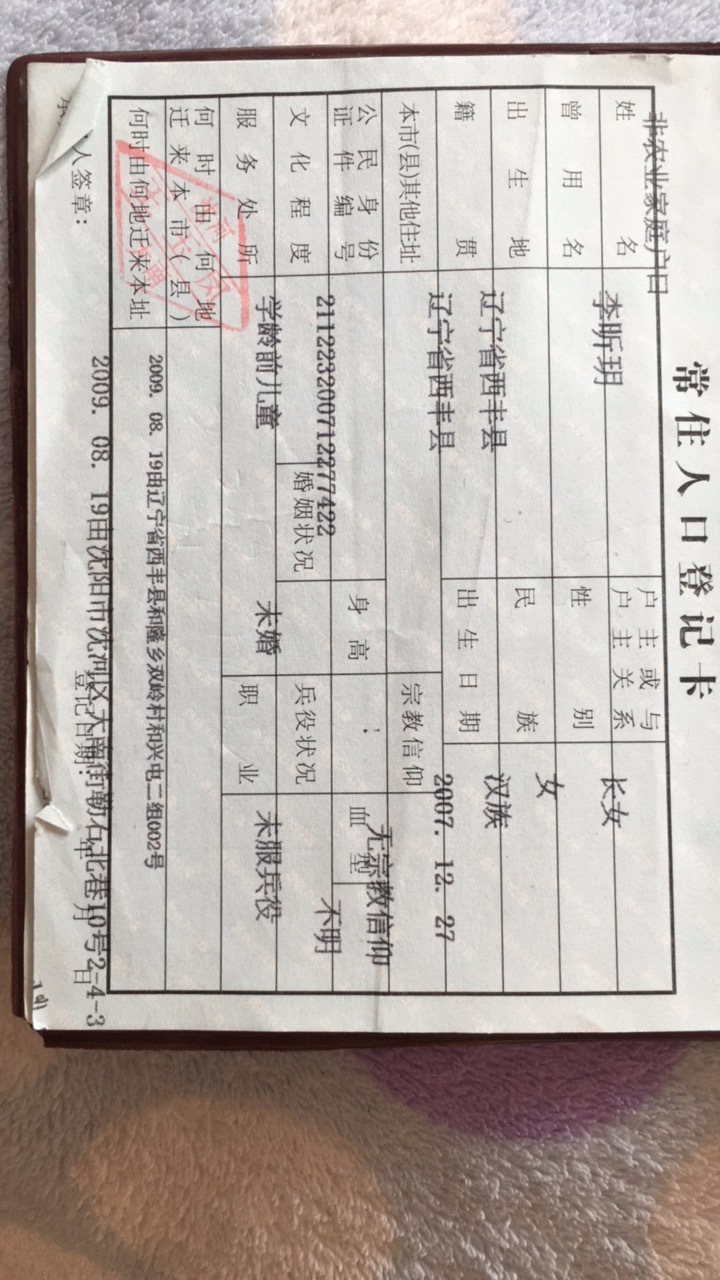 常住人口登记卡
非农业家庭户口
姓名 李昕玥 户主或与户主关系 长女
曾用名 性别 女
出生地 辽宁省西丰县 民族 汉族
籍贯 辽宁省西丰县 出生日期 2007. 12. 27
本市(县)其他住址 宗教信仰 无宗教信仰
公民身份证件编号 211223200712277422 身高 血型 不明
文化程度 学龄前儿童 婚姻状况 未婚 兵役状况 未服兵役
服务处所 职业
何时由何地迁来本市(县) 2009. 08. 19由辽宁省西丰县和隆乡双岭村和兴屯二组002号
何时由何地迁来本址 2009. 08. 19由沈阳市沈河区大南街勒石北巷10号2-4-3
人签章: 登记日期: 年 月 日